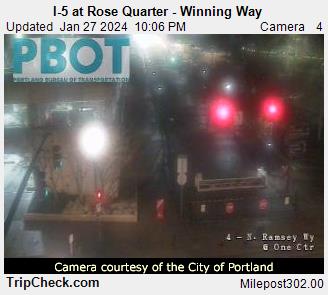 I-5 at Rose Quarter - Winning Way
Updated Jan 27 2024 10:06 PM Camera 4
PBOT
PORTLAND BUREAU OF TRANSPORTATION
4 - N. Ramsey Wy
@ One Ctr
Camera courtesy of the City of Portland
TripCheck.com Milepost302.00